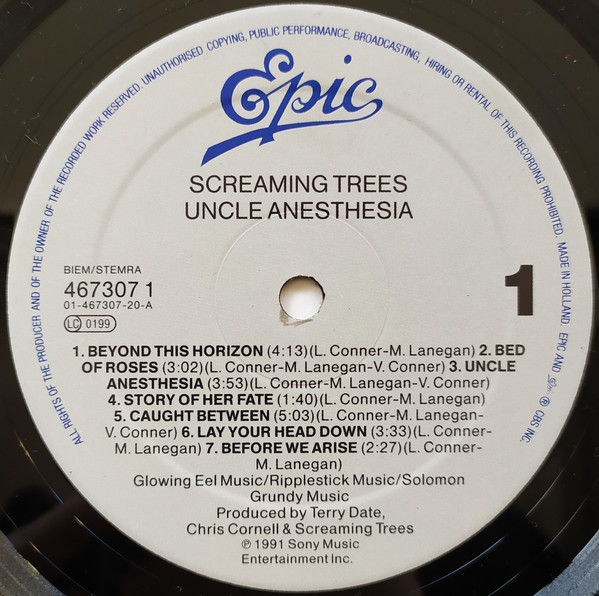 ALL RIGHTS OF THE PRODUCER AND OF THE OWNER OF THE RECORDED WORK RESERVED. UNAUTHORISED COPYING, PUBLIC PERFORMANCE, BROADCASTING, HIRING OR RENTAL OF THIS RECORDING PROHIBITED. MADE IN HOLLAND. EPIC AND ® CBS INC.
Epic
SCREAMING TREES
UNCLE ANESTHESIA
BIEM/STEMRA
467307 1
01-467307-20-A
LC 0199
1
1. BEYOND THIS HORIZON (4:13)(L. Conner-M. Lanegan) 2. BED
OF ROSES (3:02)(L. Conner-M. Lanegan-V. Conner) 3. UNCLE
ANESTHESIA (3:53)(L. Conner-M. Lanegan-V. Conner)
4. STORY OF HER FATE (1:40)(L. Conner-M. Lanegan)
5. CAUGHT BETWEEN (5:03)(L. Conner-M. Lanegan-
V. Conner) 6. LAY YOUR HEAD DOWN (3:33)(L. Conner-
M. Lanegan) 7. BEFORE WE ARISE (2:27)(L. Conner-
M. Lanegan)
Glowing Eel Music/Ripplestick Music/Solomon
Grundy Music
Produced by Terry Date,
Chris Cornell & Screaming Trees
℗ 1991 Sony Music
Entertainment Inc.